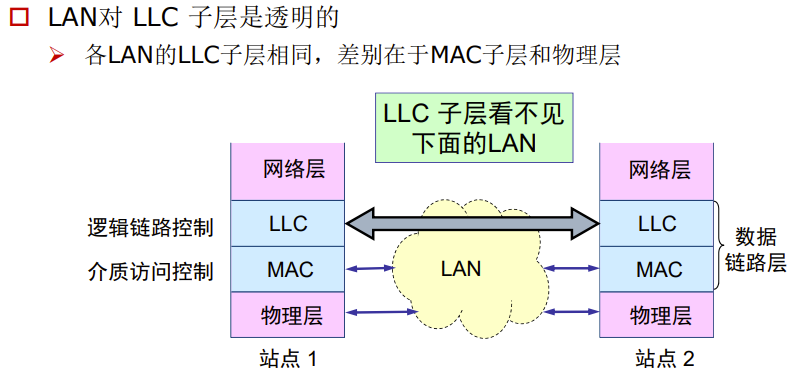 LAN对 LLC 子层是透明的
各LAN的LLC子层相同，差别在于MAC子层和物理层
LLC 子层看不见
下面的LAN
网络层
网络层
逻辑链路控制
LLC
LLC
数据
链路层
介质访问控制
MAC
LAN
MAC
物理层
物理层
站点 1
站点 2